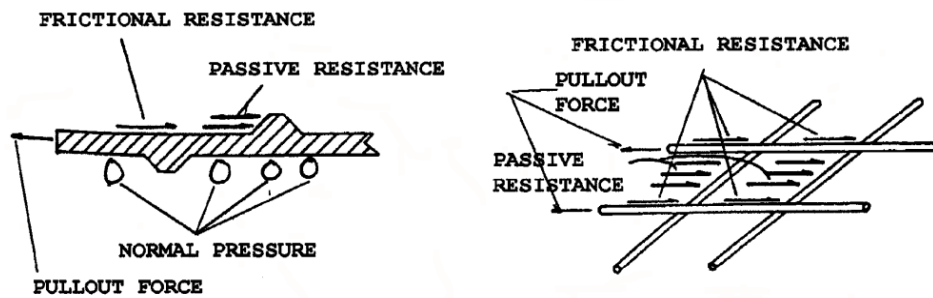 FRICTIONAL RESISTANCE
PASSIVE RESISTANCE
NORMAL PRESSURE
PULLOUT FORCE
FRICTIONAL RESISTANCE
PULLOUT
FORCE
PASSIVE
RESISTANCE